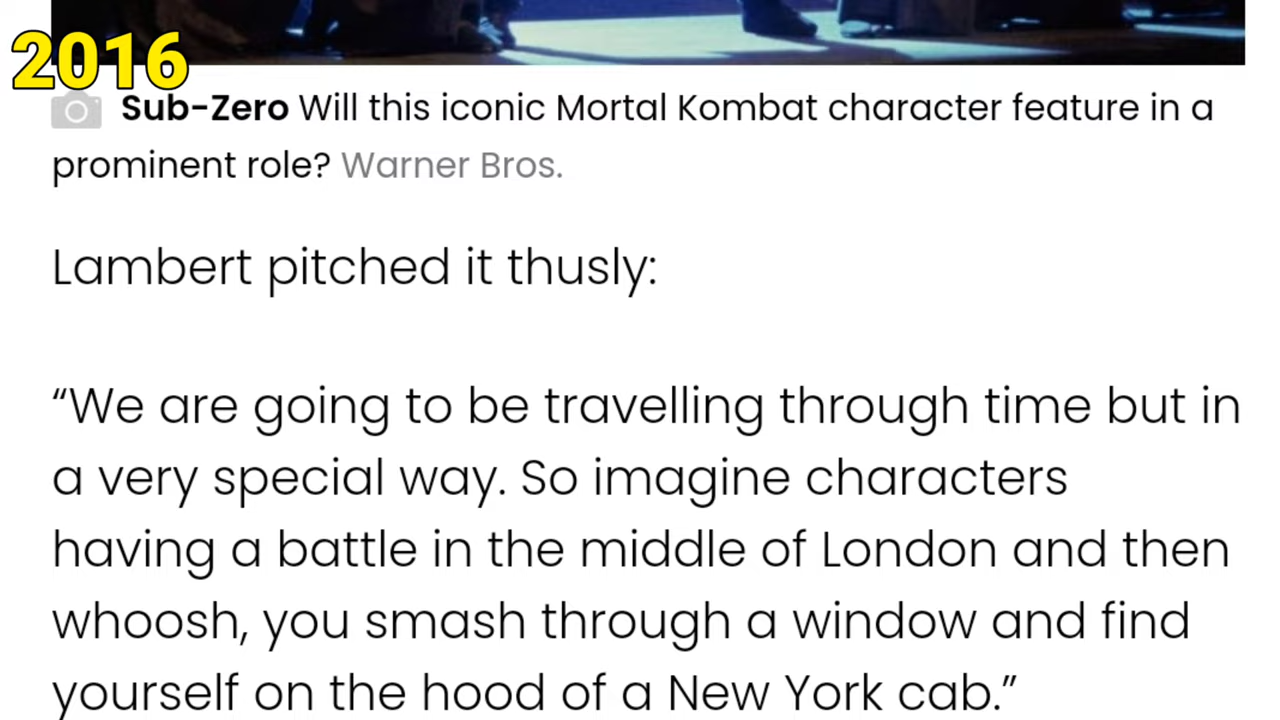 2016
Sub-Zero Will this iconic Mortal Kombat character feature in a
prominent role? Warner Bros.
Lambert pitched it thusly:
“We are going to be travelling through time but in
a very special way. So imagine characters
having a battle in the middle of London and then
whoosh, you smash through a window and find
yourself on the hood of a New York cab.”